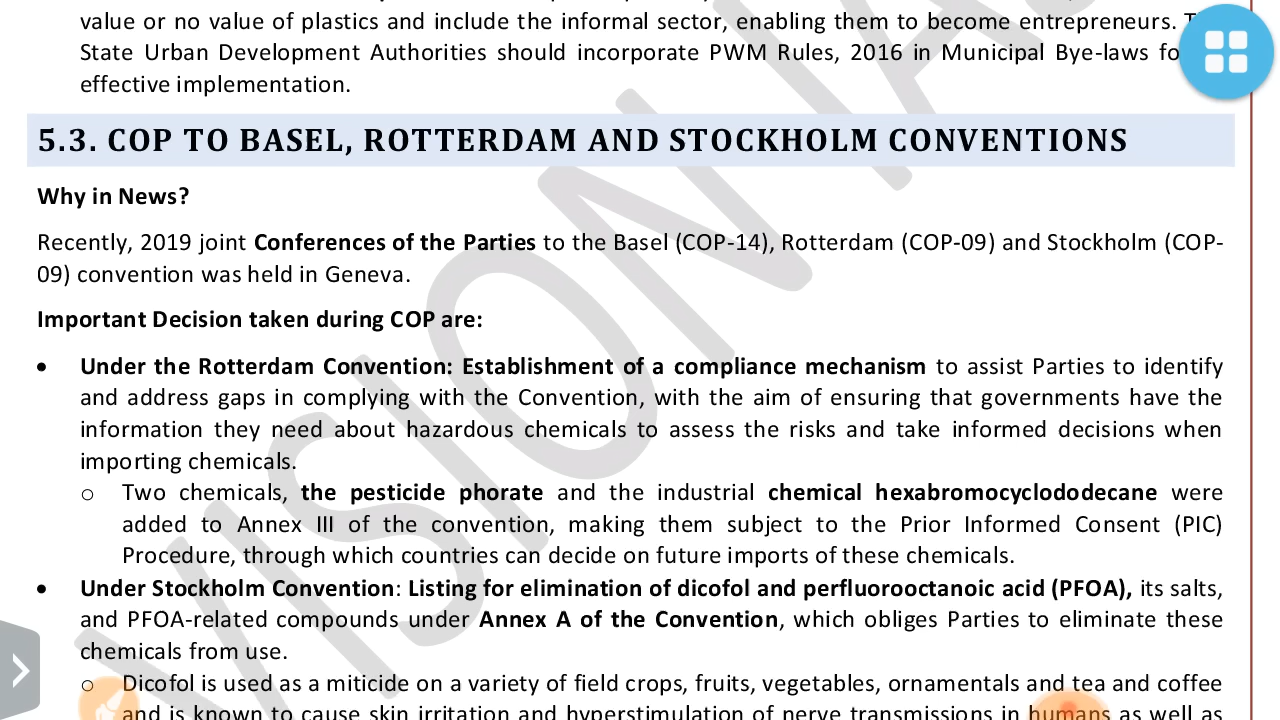 value or no value of plastics and include the informal sector, enabling them to become entrepreneurs.
State Urban Development Authorities should incorporate PWM Rules, 2016 in Municipal Bye-laws
effective implementation.
5.3. COP TO BASEL, ROTTERDAM AND STOCKHOLM CONVENTIONS
Why in News?
Recently, 2019 joint Conferences of the Parties to the Basel (COP-14), Rotterdam (COP-09) and Stockholm (COP-
09) convention was held in Geneva.
Important Decision taken during COP are:
• Under the Rotterdam Convention: Establishment of a compliance mechanism to assist Parties to identify
and address gaps in complying with the Convention, with the aim of ensuring that governments have the
information they need about hazardous chemicals to assess the risks and take informed decisions when
importing chemicals.
o Two chemicals, the pesticide phorate and the industrial chemical hexabromocyclododecane were
added to Annex III of the convention, making them subject to the Prior Informed Consent (PIC)
Procedure, through which countries can decide on future imports of these chemicals.
• Under Stockholm Convention: Listing for elimination of dicofol and perfluorooctanoic acid (PFOA), its salts,
and PFOA-related compounds under Annex A of the Convention, which obliges Parties to eliminate these
chemicals from use.
o Dicofol is used as a miticide on a variety of field crops, fruits, vegetables, ornamentals and tea and coffee
and is known to cause skin irritation and hyperstimulation of nerve transmissions in humans as well as
VISION IA